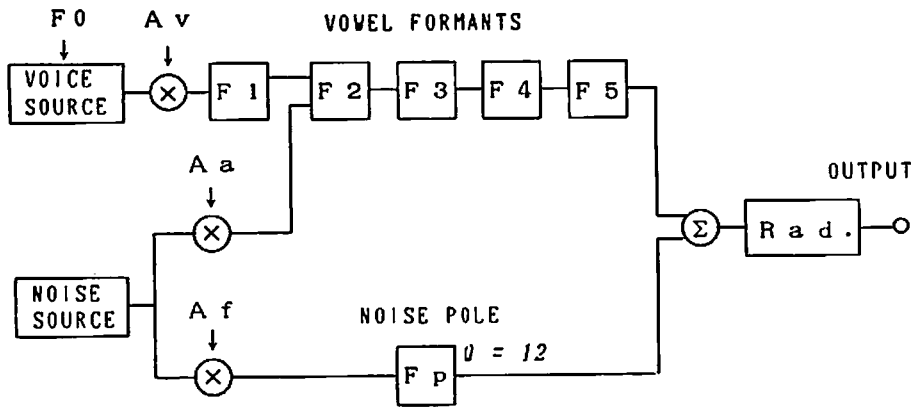 F0
Av
VOWEL FORMANTS
VOICE
SOURCE
×
F1
F2
F3
F4
F5
Aa
×
OUTPUT
Σ
Rad.
NOISE
SOURCE
Af
×
NOISE POLE
Fp
= 12